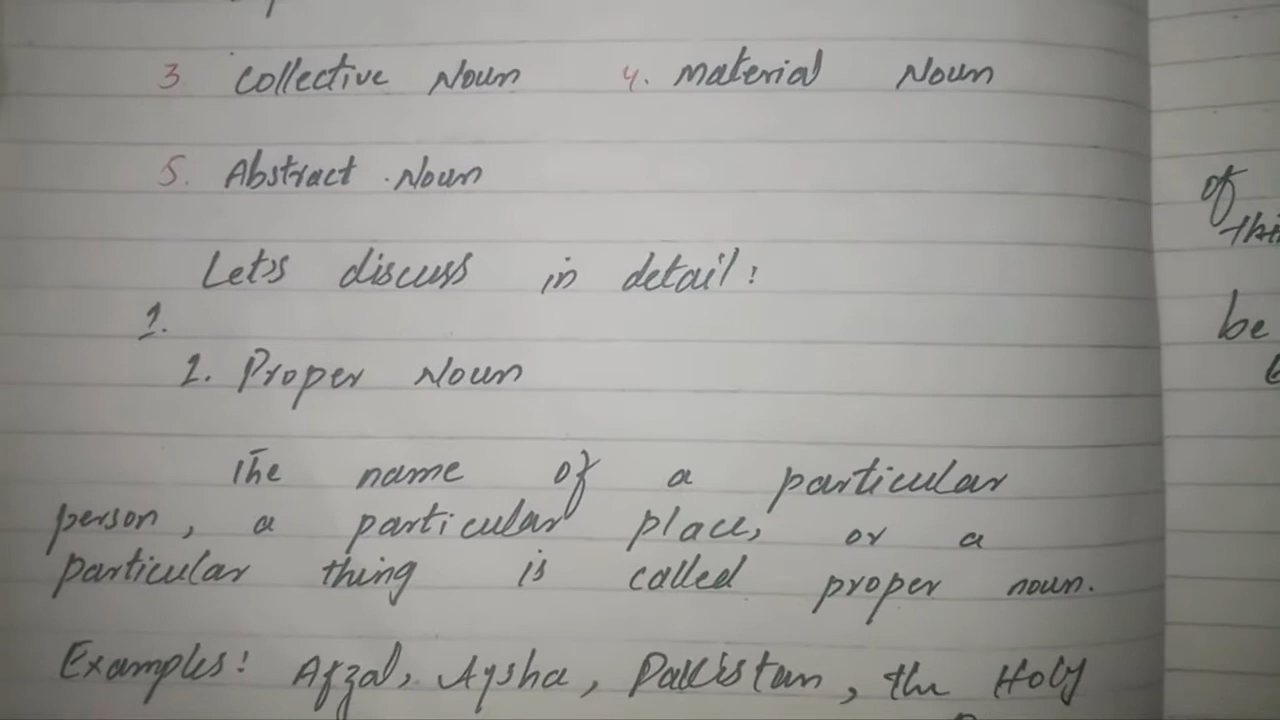 3. Collective Noun 4. Material Noun
5. Abstract Noun
Let's discuss in detail:
1.
1. Proper Noun
The name of a particular
person, a particular place, or a
particular thing is called proper noun.
Examples: Afzal, Aysha, Pakistan, the Holy
of
thi
be